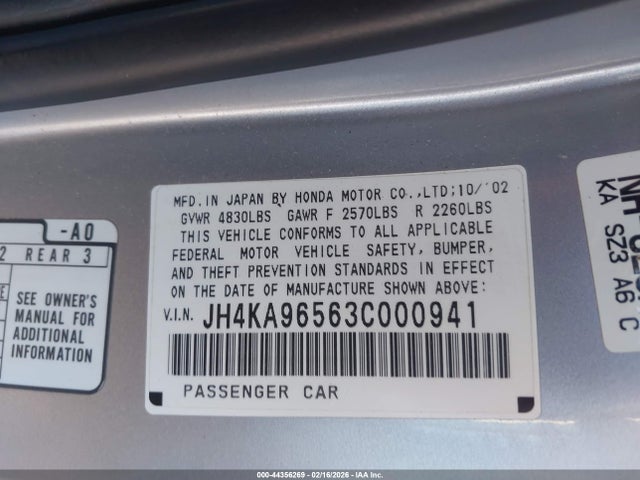 MFD. IN JAPAN BY HONDA MOTOR CO.,LTD;10/'02
GVWR 4830LBS GAWR F 2570LBS R 2260LBS
THIS VEHICLE CONFORMS TO ALL APPLICABLE
FEDERAL MOTOR VEHICLE SAFETY, BUMPER,
AND THEFT PREVENTION STANDARDS IN EFFECT
ON THE DATE OF MANUFACTURE SHOWN ABOVE:
V.I.N. JH4KA96563C000941
PASSENGER CAR
-A0
2 REAR 3
SEE OWNER'S
MANUAL FOR
ADDITIONAL
INFORMATION
KA SZ3 A6 C
000-44356269 - 02/16/2026 - IAA Inc.